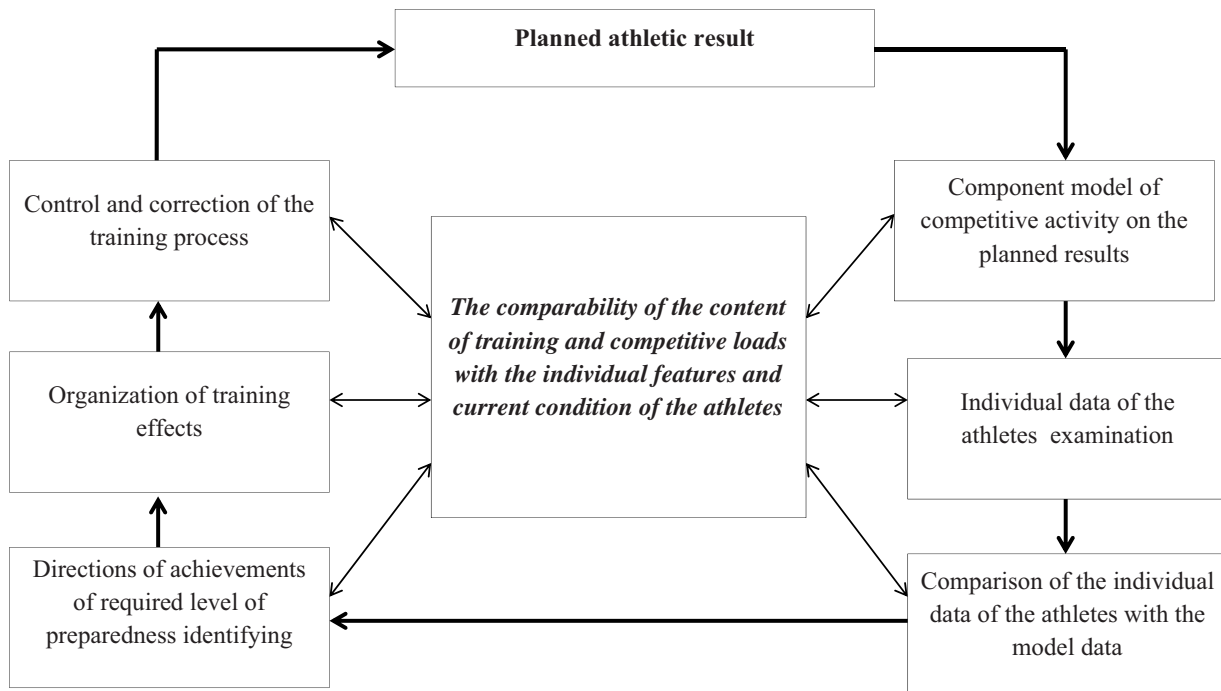 Planned athletic result
Control and correction of the
training process
Component model of
competitive activity on the
planned results
The comparability of the content
of training and competitive loads
with the individual features and
current condition of the athletes
Organization of training
effects
Individual data of the
athletes examination
Directions of achievements
of required level of
preparedness identifying
Comparison of the individual
data of the athletes with the
model data